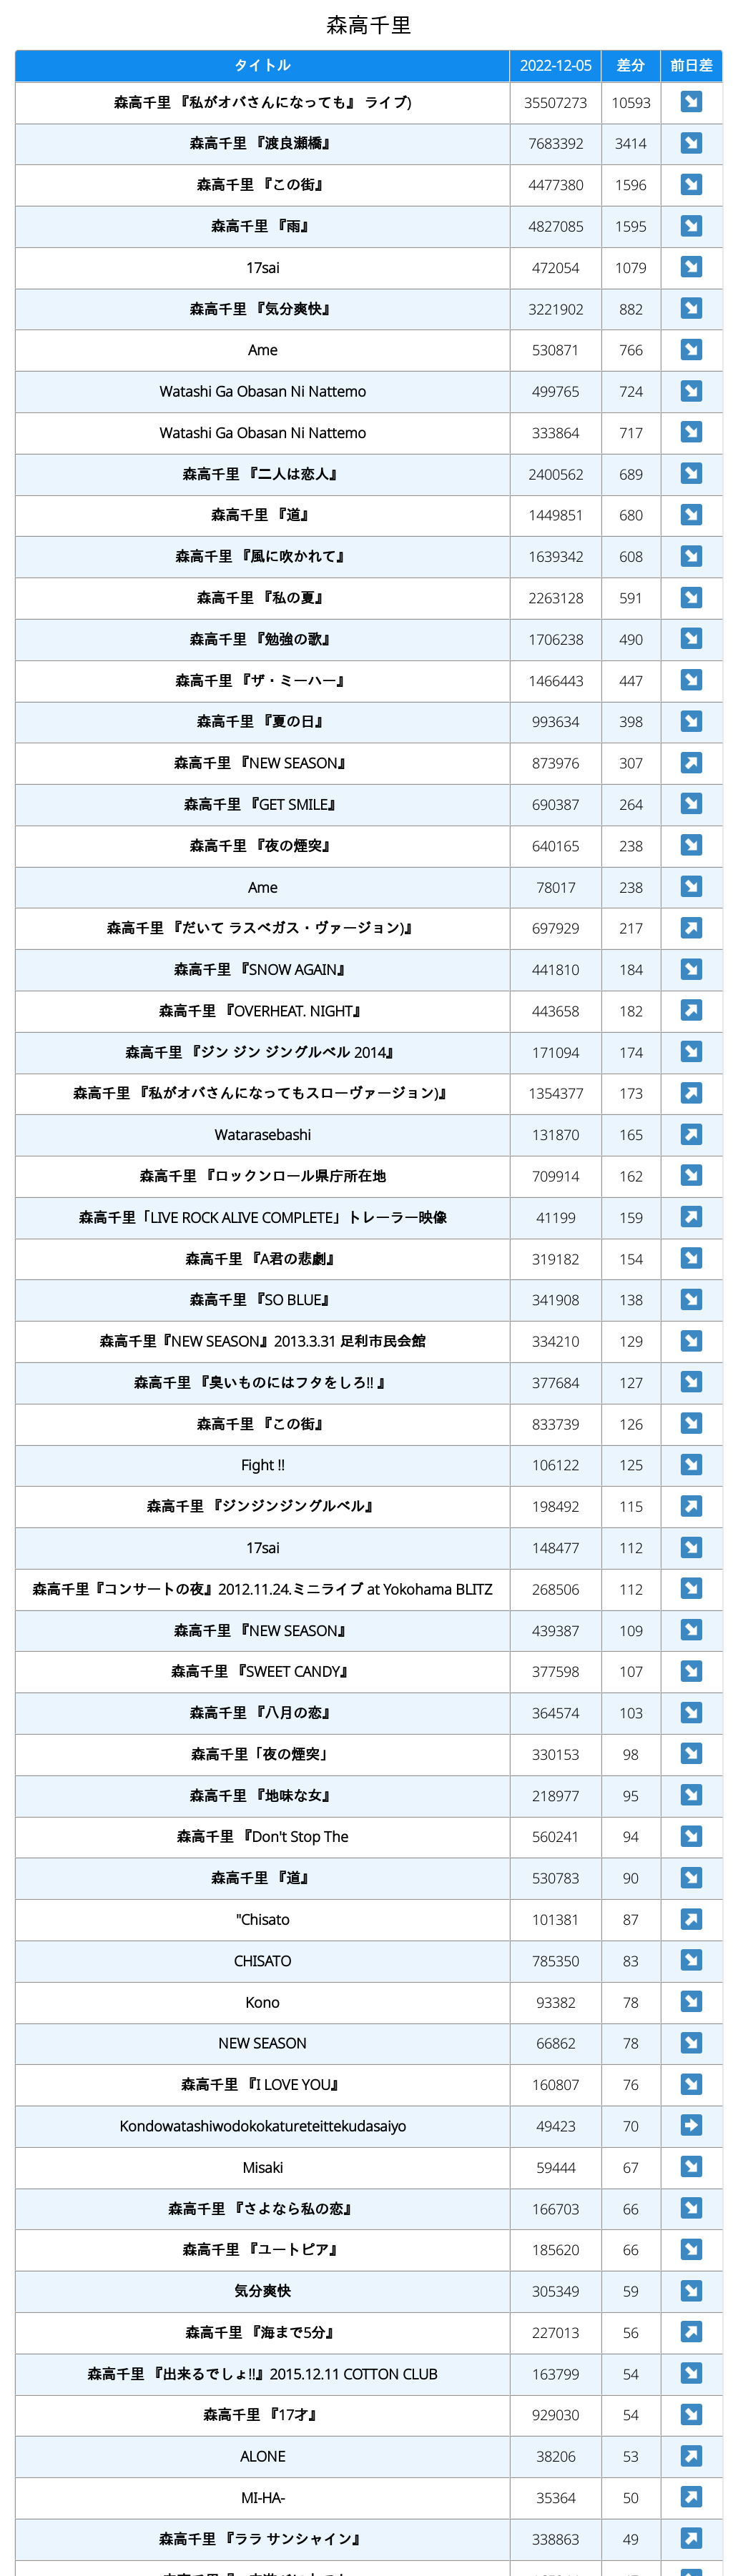 森高千里
タイトル 2022-12-05 差分 前日差
森高千里 『私がオバさんになっても』 ライブ) 35507273 10593
森高千里 『渡良瀬橋』 7683392 3414
森高千里 『この街』 4477380 1596
森高千里 『雨』 4827085 1595
17sai 472054 1079
森高千里 『気分爽快』 3221902 882
Ame 530871 766
Watashi Ga Obasan Ni Nattemo 499765 724
Watashi Ga Obasan Ni Nattemo 333864 717
森高千里 『二人は恋人』 2400562 689
森高千里 『道』 1449851 680
森高千里 『風に吹かれて』 1639342 608
森高千里 『私の夏』 2263128 591
森高千里 『勉強の歌』 1706238 490
森高千里 『ザ・ミーハー』 1466443 447
森高千里 『夏の日』 993634 398
森高千里 『NEW SEASON』 873976 307
森高千里 『GET SMILE』 690387 264
森高千里 『夜の煙突』 640165 238
Ame 78017 238
森高千里 『だいて ラスベガス・ヴァージョン)』 697929 217
森高千里 『SNOW AGAIN』 441810 184
森高千里 『OVERHEAT. NIGHT』 443658 182
森高千里 『ジン ジン ジングルベル 2014』 171094 174
森高千里 『私がオバさんになってもスローヴァージョン)』 1354377 173
Watarasebashi 131870 165
森高千里 『ロックンロール県庁所在地 709914 162
森高千里「LIVE ROCK ALIVE COMPLETE」トレーラー映像 41199 159
森高千里 『A君の悲劇』 319182 154
森高千里 『SO BLUE』 341908 138
森高千里『NEW SEASON』2013.3.31 足利市民会館 334210 129
森高千里 『臭いものにはフタをしろ!! 』 377684 127
森高千里 『この街』 833739 126
Fight !! 106122 125
森高千里 『ジンジンジングルベル』 198492 115
17sai 148477 112
森高千里『コンサートの夜』2012.11.24.ミニライブ at Yokohama BLITZ 268506 112
森高千里 『NEW SEASON』 439387 109
森高千里 『SWEET CANDY』 377598 107
森高千里 『八月の恋』 364574 103
森高千里「夜の煙突」 330153 98
森高千里 『地味な女』 218977 95
森高千里 『Don't Stop The 560241 94
森高千里 『道』 530783 90
"Chisato 101381 87
CHISATO 785350 83
Kono 93382 78
NEW SEASON 66862 78
森高千里 『I LOVE YOU』 160807 76
Kondowatashiwodokokatureteittekudasaiyo 49423 70
Misaki 59444 67
森高千里 『さよなら私の恋』 166703 66
森高千里 『ユートピア』 185620 66
気分爽快 305349 59
森高千里 『海まで5分』 227013 56
森高千里 『出来るでしょ!!』2015.12.11 COTTON CLUB 163799 54
森高千里 『17才』 929030 54
ALONE 38206 53
MI-HA- 35364 50
森高千里 『ララ サンシャイン』 338863 49